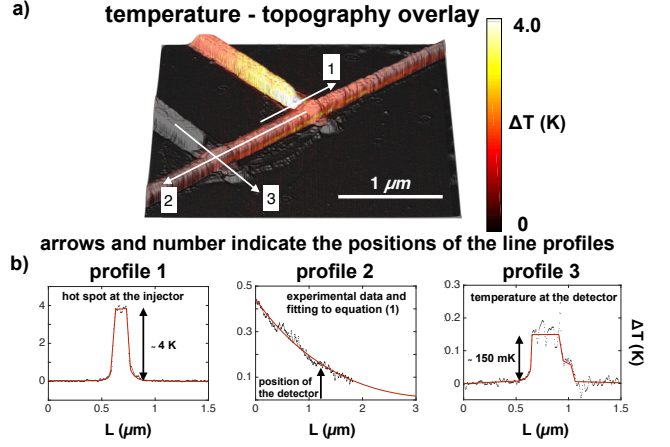 a)
temperature - topography overlay
4.0
ΔT (K)
0
1
2
3
1 μm
arrows and number indicate the positions of the line profiles
b)
profile 1
profile 2
profile 3
hot spot at the injector
~ 4 K
4
2
0
0
0.5
1
1.5
L (μm)
experimental data and
fitting to equation (1)
position of
the detector
0.5
0.3
0.1
0
1
2
3
L (μm)
temperature at the detector
~ 150 mK
0.3
0.2
0.1
0
0
0.5
1
1.5
L (μm)
ΔT (K)